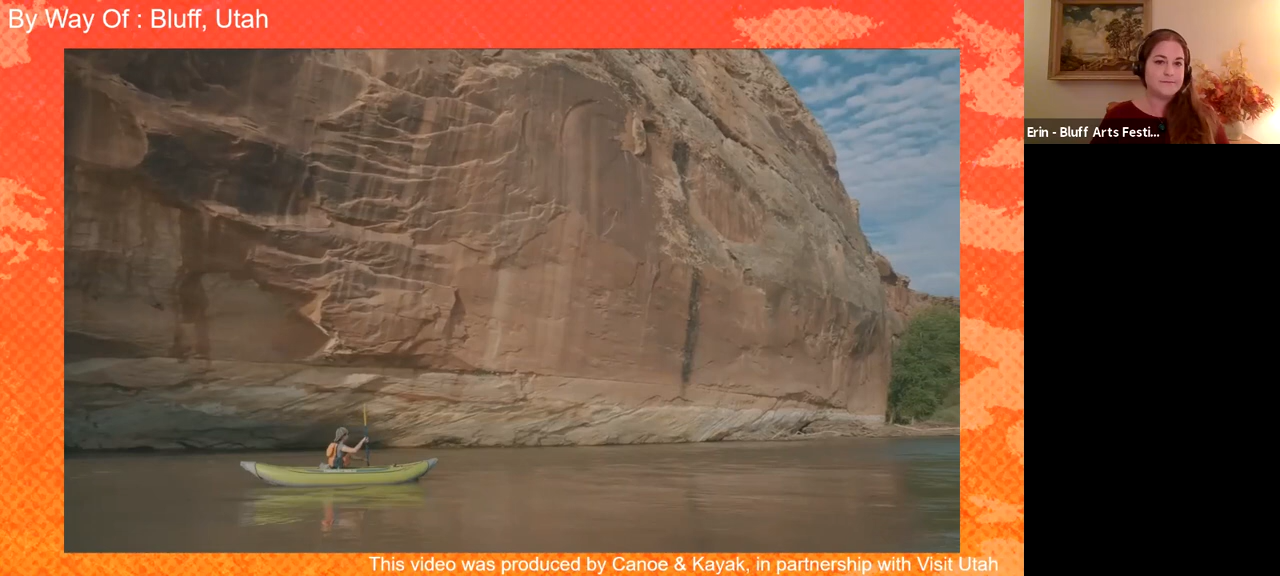 By Way Of : Bluff, Utah
Erin - Bluff Arts Festi...
This video was produced by Canoe & Kayak, in partnership with Visit Utah